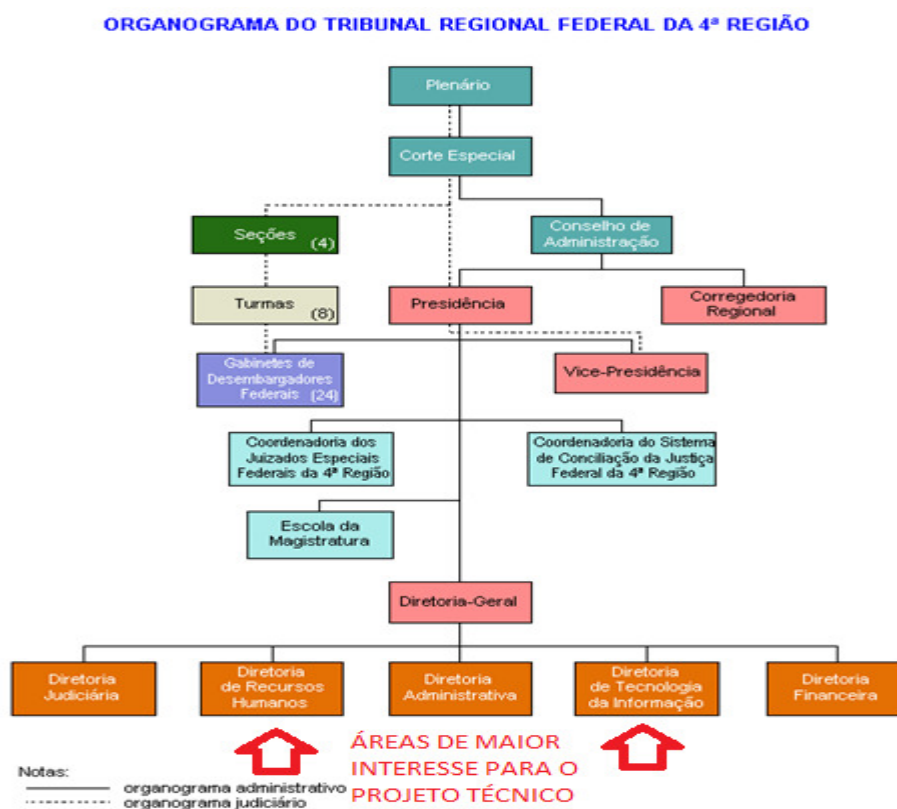 ORGANOGRAMA DO TRIBUNAL REGIONAL FEDERAL DA 4ª REGIÃO
Plenário
Corte Especial
Seções
(4)
Conselho de
Administração
Turmas
(8)
Presidência
Corregedoria
Regional
Gabinetes de
Desembargadores
Federais (24)
Vice-Presidência
Coordenadoria dos
Juizados Especiais
Federais da 4ª Região
Coordenadoria do Sistema
de Conciliação da Justiça
Federal da 4ª Região
Escola da
Magistratura
Diretoria-Geral
Diretoria
Judiciária
Diretoria
de Recursos
Humanos
Diretoria
Administrativa
Diretoria
de Tecnologia
da Informação
Diretoria
Financeira
ÁREAS DE MAIOR
INTERESSE PARA O
PROJETO TÉCNICO
Notas:
organograma administrativo
organograma judiciário